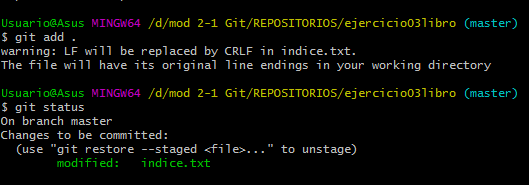 Usuario@Asus MINGW64 /d/mod 2-1 Git/REPOSITORIOS/ejercicio03libro (master)
$ git add .
warning: LF will be replaced by CRLF in indice.txt.
The file will have its original line endings in your working directory
Usuario@Asus MINGW64 /d/mod 2-1 Git/REPOSITORIOS/ejercicio03libro (master)
$ git status
On branch master
Changes to be committed:
  (use "git restore --staged <file>..." to unstage)
        modified:   indice.txt